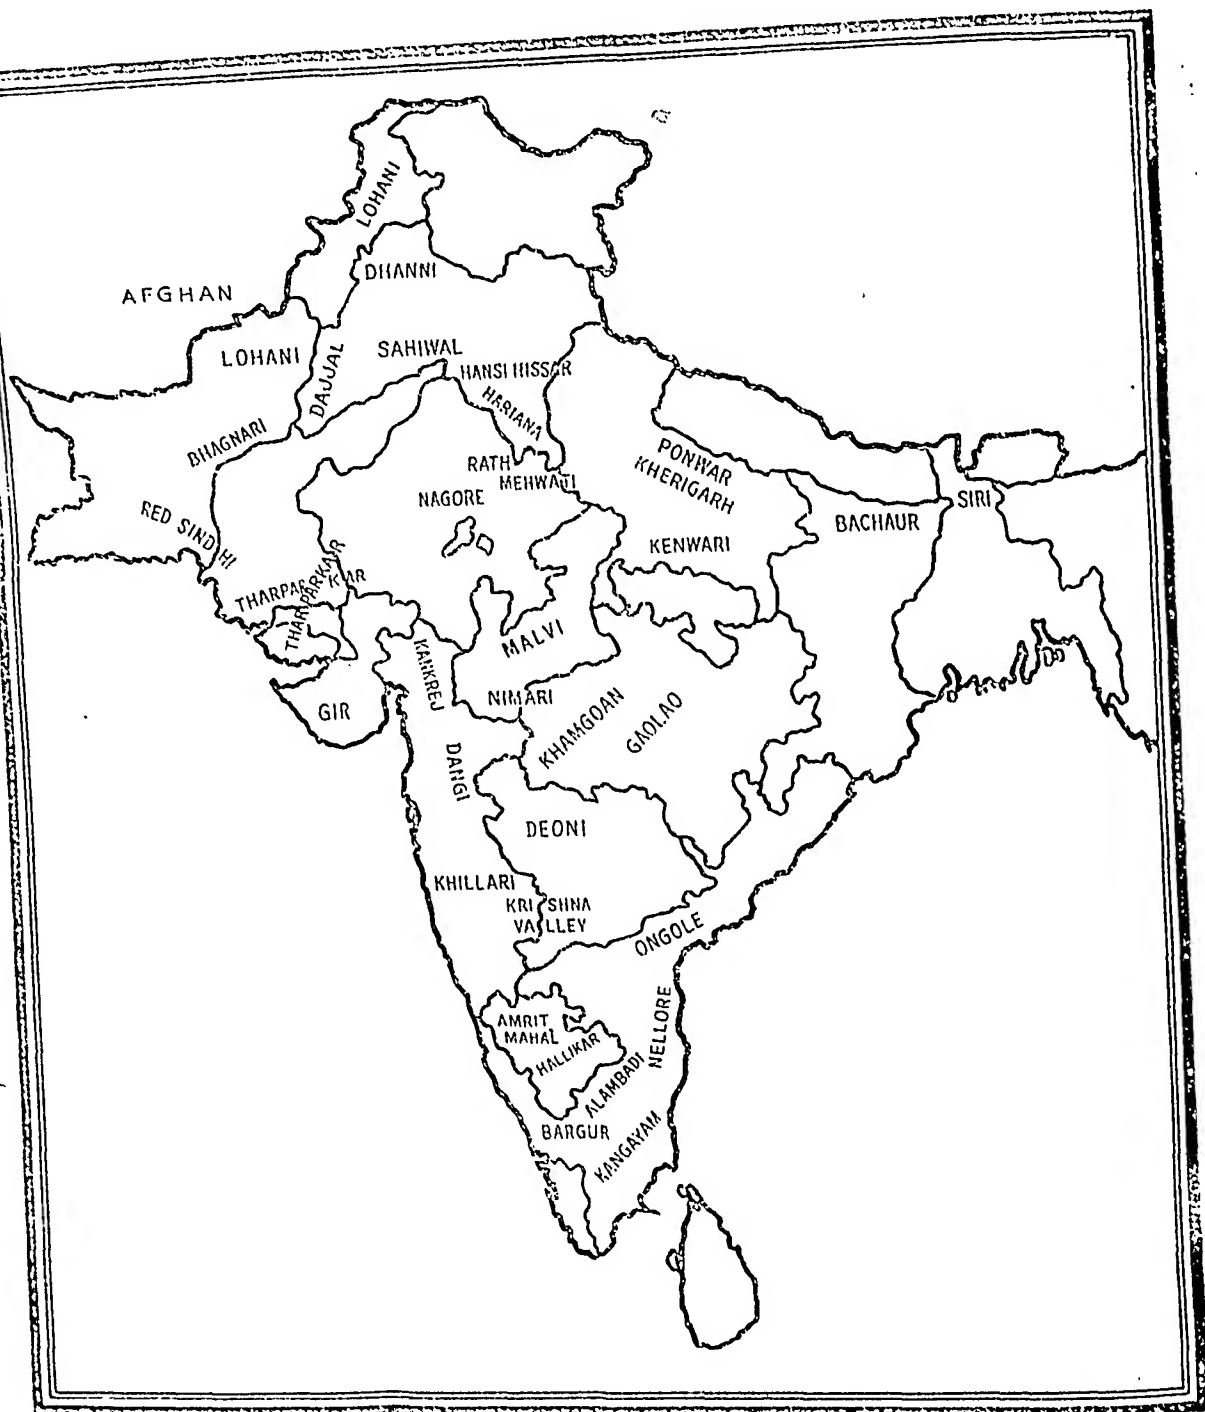 LOHANI
DHANNI
AFGHAN
LOHANI
DAJJAL
SAHIWAL
HANSI HISSAR
HARIANA
BHAGNARI
RATH
MEHWATI
NAGORE
PONWAR
KHERIGARH
SIRI
BACHAUR
RED SINDHI
KENWARI
THARPARKAR
THARPARKAR
MALVI
KANKREJ
NIMARI
GIR
KHAMGOAN
GAOLAO
DANGI
DEONI
KHILLARI
KRISHNA
VALLEY
ONGOLE
AMRIT
MAHAL
HALLIKAR
NELLORE
ALAMBADI
BARGUR
KANGAYAM